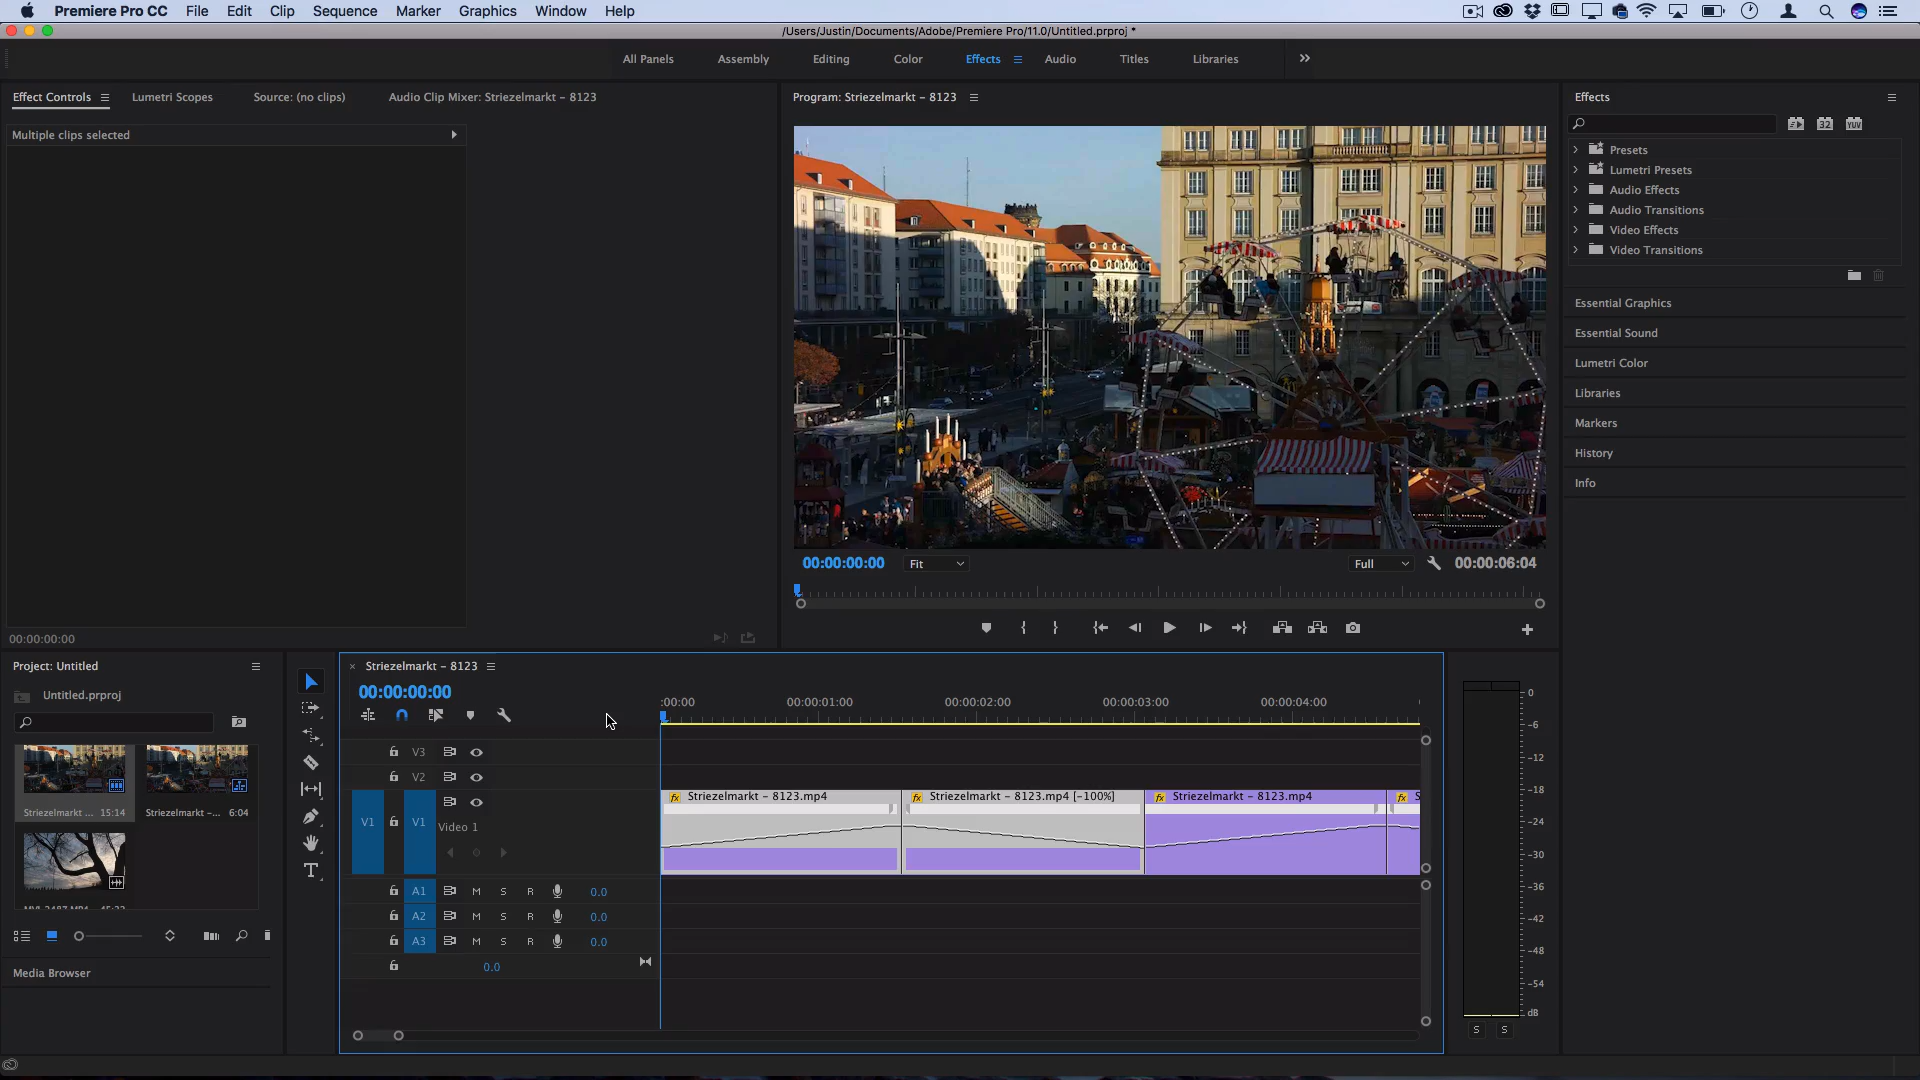 Premiere Pro CC File Edit Clip Sequence Marker Graphics Window Help
/Users/Justin/Documents/Adobe/Premiere Pro/11.0/Untitled.prproj *
All Panels Assembly Editing Color Effects Audio Titles Libraries
Effect Controls Lumetri Scopes Source: (no clips) Audio Clip Mixer: Striezelmarkt – 8123
Multiple clips selected
00:00:00:00
Program: Striezelmarkt – 8123
00:00:00:00 Fit Full 00:00:06:04
Effects
32 YUV
Presets
Lumetri Presets
Audio Effects
Audio Transitions
Video Effects
Video Transitions
Essential Graphics
Essential Sound
Lumetri Color
Libraries
Markers
History
Info
Project: Untitled
Untitled.prproj
Striezelmarkt ... 15:14 Striezelmarkt –... 6:04
Media Browser
T
× Striezelmarkt – 8123
00:00:00:00
:00:00 00:00:01:00 00:00:02:00 00:00:03:00 00:00:04:00
V3
V2
V1 V1
Video 1
fx Striezelmarkt – 8123.mp4 fx Striezelmarkt – 8123.mp4 [-100%] fx Striezelmarkt – 8123.mp4 fx S
A1 M S R 0.0
A2 M S R 0.0
A3 M S R 0.0
0.0
0
-6
-12
-18
-24
-30
-36
-42
-48
-54
dB
S S